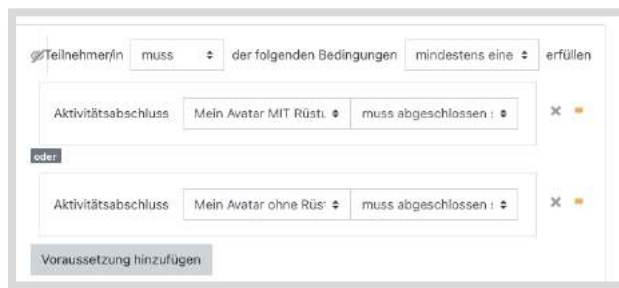 Teilnehmer/in muss der folgenden Bedingungen mindestens eine erfüllen
Aktivitätsabschluss Mein Avatar MIT Rüstu muss abgeschlossen s
oder
Aktivitätsabschluss Mein Avatar ohne Rüs muss abgeschlossen s
Voraussetzung hinzufügen